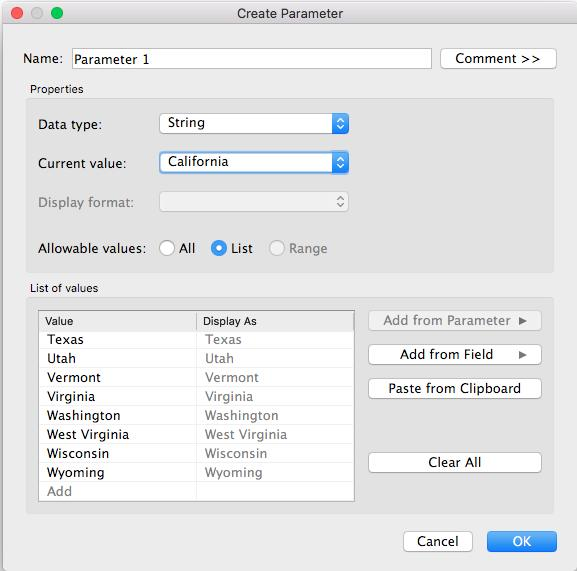 Create Parameter
Name: Parameter 1 Comment >>
Properties
Data type: String
Current value: California
Display format:
Allowable values: All List Range
List of values
Value Display As
Texas Texas
Utah Utah
Vermont Vermont
Virginia Virginia
Washington Washington
West Virginia West Virginia
Wisconsin Wisconsin
Wyoming Wyoming
Add
Add from Parameter
Add from Field
Paste from Clipboard
Clear All
Cancel OK